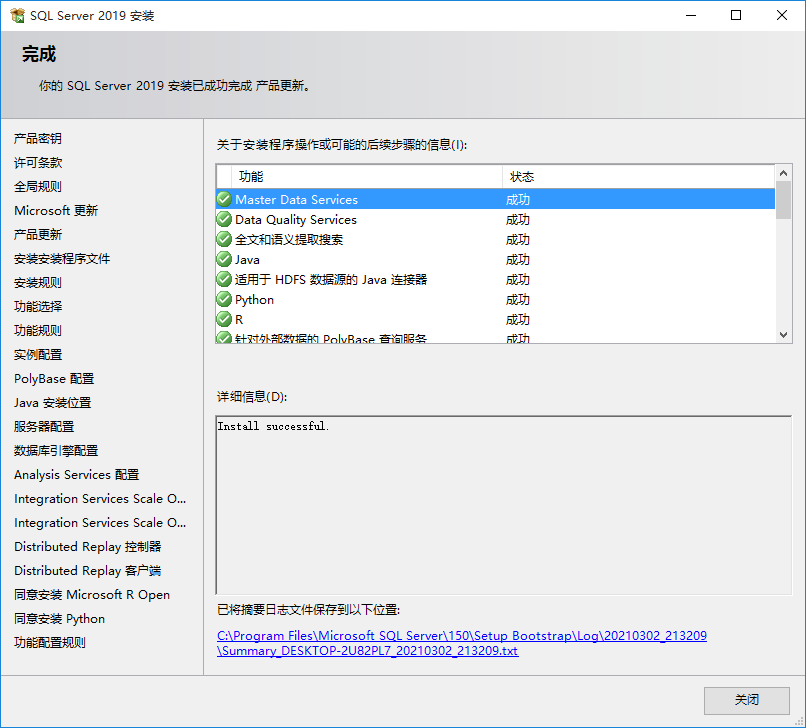 SQL Server 2019 安装
完成
你的 SQL Server 2019 安装已成功完成 产品更新。
产品密钥
许可条款
全局规则
Microsoft 更新
产品更新
安装安装程序文件
安装规则
功能选择
功能规则
实例配置
PolyBase 配置
Java 安装位置
服务器配置
数据库引擎配置
Analysis Services 配置
Integration Services Scale O...
Integration Services Scale O...
Distributed Replay 控制器
Distributed Replay 客户端
同意安装 Microsoft R Open
同意安装 Python
功能配置规则
关于安装程序操作或可能的后续步骤的信息(I):
功能 状态
Master Data Services 成功
Data Quality Services 成功
全文和语义提取搜索 成功
Java 成功
适用于 HDFS 数据源的 Java 连接器 成功
Python 成功
R 成功
针对外部数据的 PolyBase 查询服务 成功
详细信息(D):
Install successful.
已将摘要日志文件保存到以下位置:
C:\Program Files\Microsoft SQL Server\150\Setup Bootstrap\Log\20210302_213209
\Summary_DESKTOP-2U82PL7_20210302_213209.txt
关闭